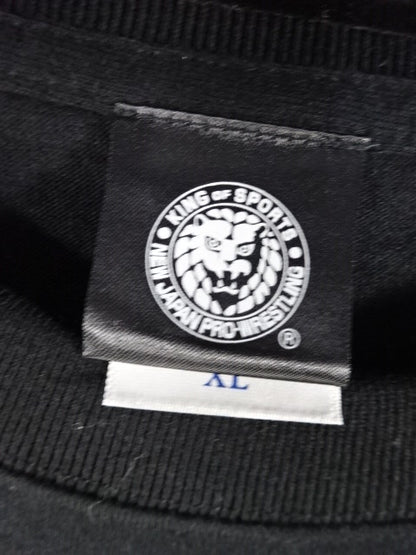 KING OF SPORTS
NEW JAPAN PRO-WRESTLING
®
XL